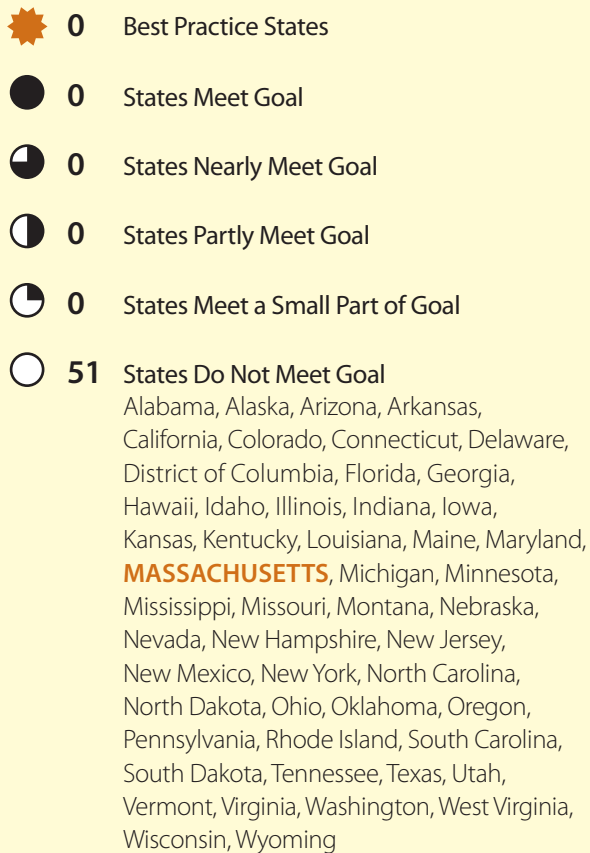 0 Best Practice States
0 States Meet Goal
0 States Nearly Meet Goal
0 States Partly Meet Goal
0 States Meet a Small Part of Goal
51 States Do Not Meet Goal
Alabama, Alaska, Arizona, Arkansas,
California, Colorado, Connecticut, Delaware,
District of Columbia, Florida, Georgia,
Hawaii, Idaho, Illinois, Indiana, Iowa,
Kansas, Kentucky, Louisiana, Maine, Maryland,
MASSACHUSETTS, Michigan, Minnesota,
Mississippi, Missouri, Montana, Nebraska,
Nevada, New Hampshire, New Jersey,
New Mexico, New York, North Carolina,
North Dakota, Ohio, Oklahoma, Oregon,
Pennsylvania, Rhode Island, South Carolina,
South Dakota, Tennessee, Texas, Utah,
Vermont, Virginia, Washington, West Virginia,
Wisconsin, Wyoming